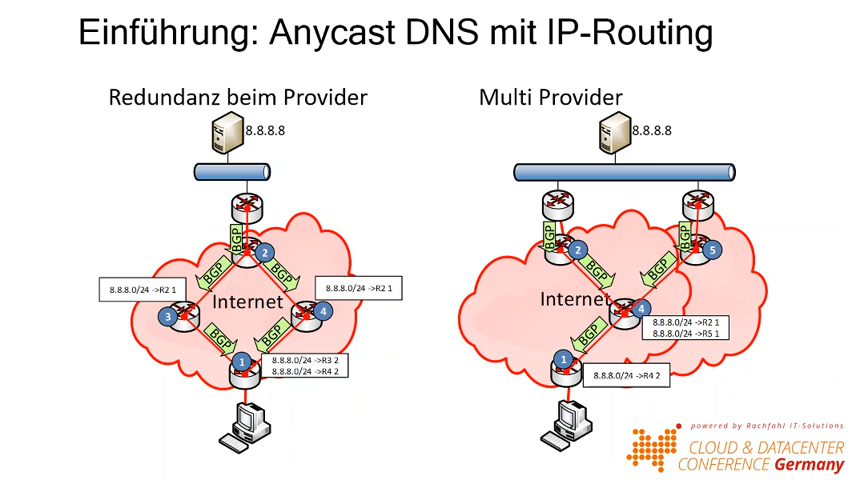 Einführung: Anycast DNS mit IP-Routing
Redundanz beim Provider
8.8.8.8
BGP
2
BGP
BGP
8.8.8.0/24 ->R2 1
8.8.8.0/24 ->R2 1
Internet
3
4
BGP
BGP
1
8.8.8.0/24 ->R3 2
8.8.8.0/24 ->R4 2
Multi Provider
8.8.8.8
BGP
2
BGP
5
BGP
BGP
Internet
4
8.8.8.0/24 ->R2 1
8.8.8.0/24 ->R5 1
BGP
1
8.8.8.0/24 ->R4 2
powered by Rachfahl IT-Solutions
CLOUD & DATACENTER
CONFERENCE Germany